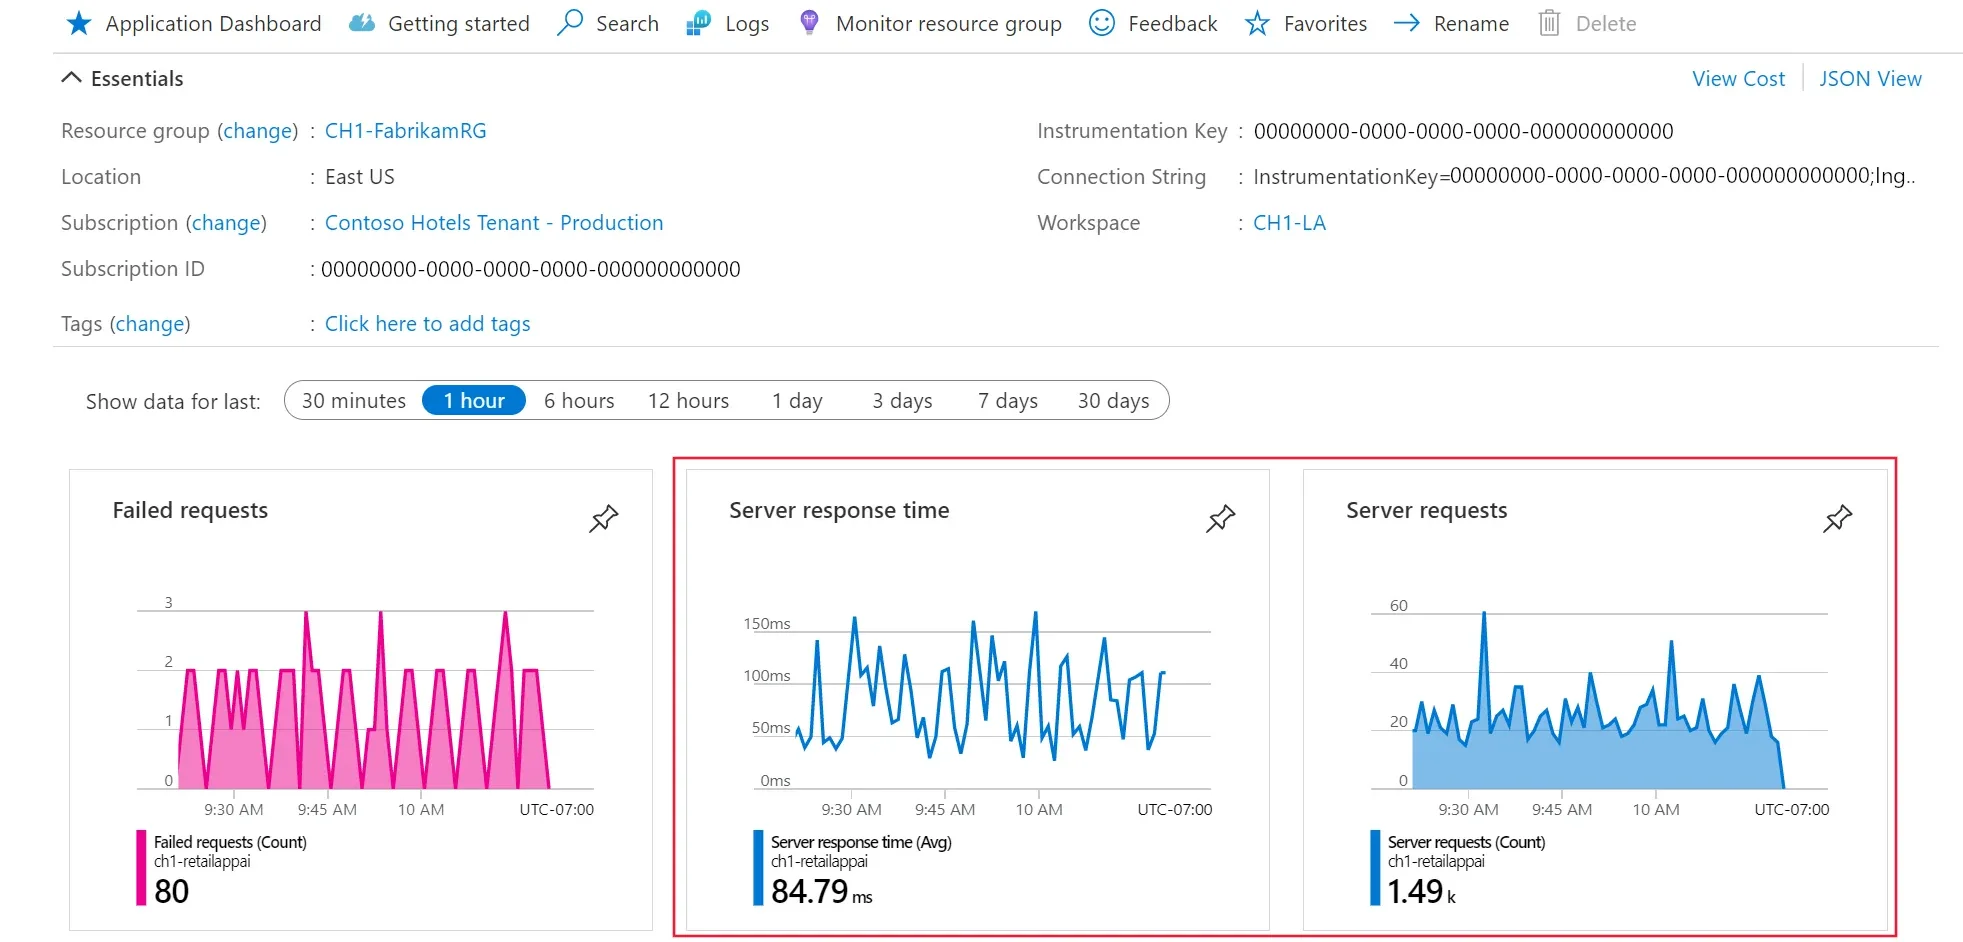 Application Dashboard Getting started Search Logs Monitor resource group Feedback Favorites Rename Delete
Essentials View Cost JSON View
Resource group (change) : CH1-FabrikamRG Instrumentation Key : 00000000-0000-0000-0000-000000000000
Location : East US Connection String : InstrumentationKey=00000000-0000-0000-0000-000000000000;Ing..
Subscription (change) : Contoso Hotels Tenant - Production Workspace : CH1-LA
Subscription ID : 00000000-0000-0000-0000-000000000000
Tags (change) : Click here to add tags
Show data for last: 30 minutes 1 hour 6 hours 12 hours 1 day 3 days 7 days 30 days
Failed requests
3
2
1
0
9:30 AM 9:45 AM 10 AM UTC-07:00
Failed requests (Count)
ch1-retailappai
80
Server response time
150ms
100ms
50ms
0ms
9:30 AM 9:45 AM 10 AM UTC-07:00
Server response time (Avg)
ch1-retailappai
84.79 ms
Server requests
60
40
20
0
9:30 AM 9:45 AM 10 AM UTC-07:00
Server requests (Count)
ch1-retailappai
1.49 k